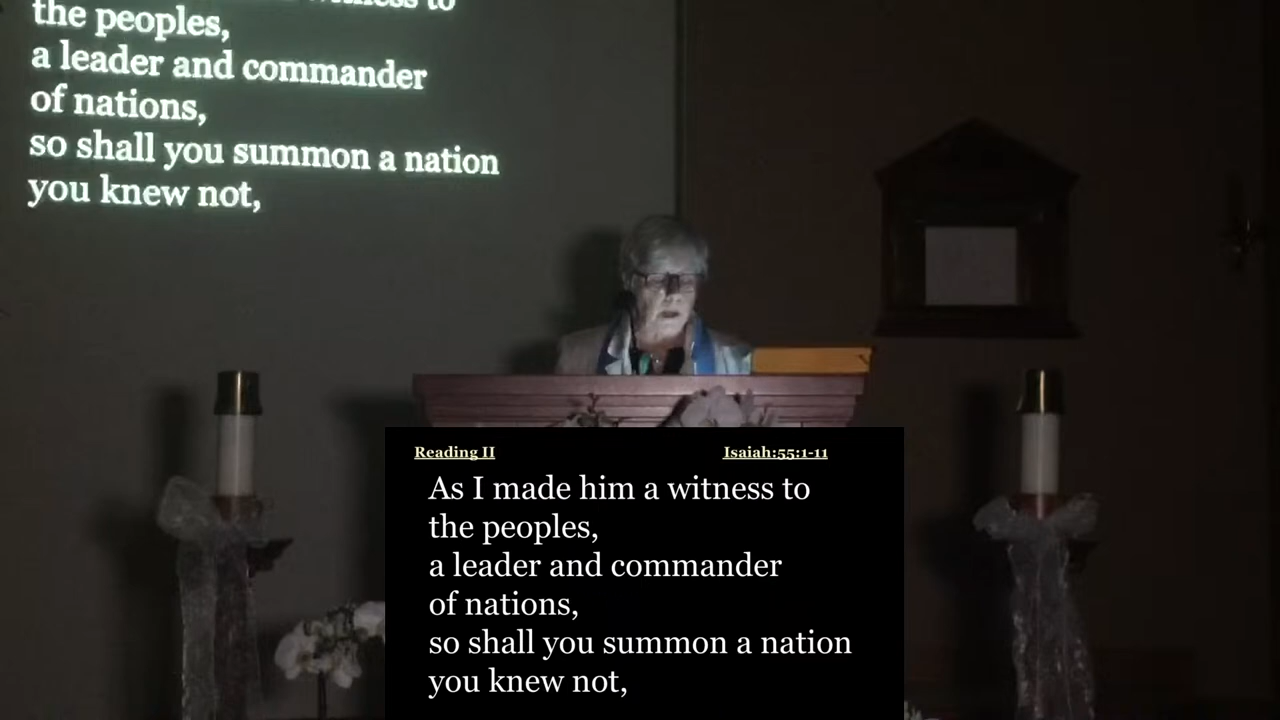 witness to
the peoples,
a leader and commander
of nations,
so shall you summon a nation
you knew not,
Reading II Isaiah:55:1-11
As I made him a witness to
the peoples,
a leader and commander
of nations,
so shall you summon a nation
you knew not,